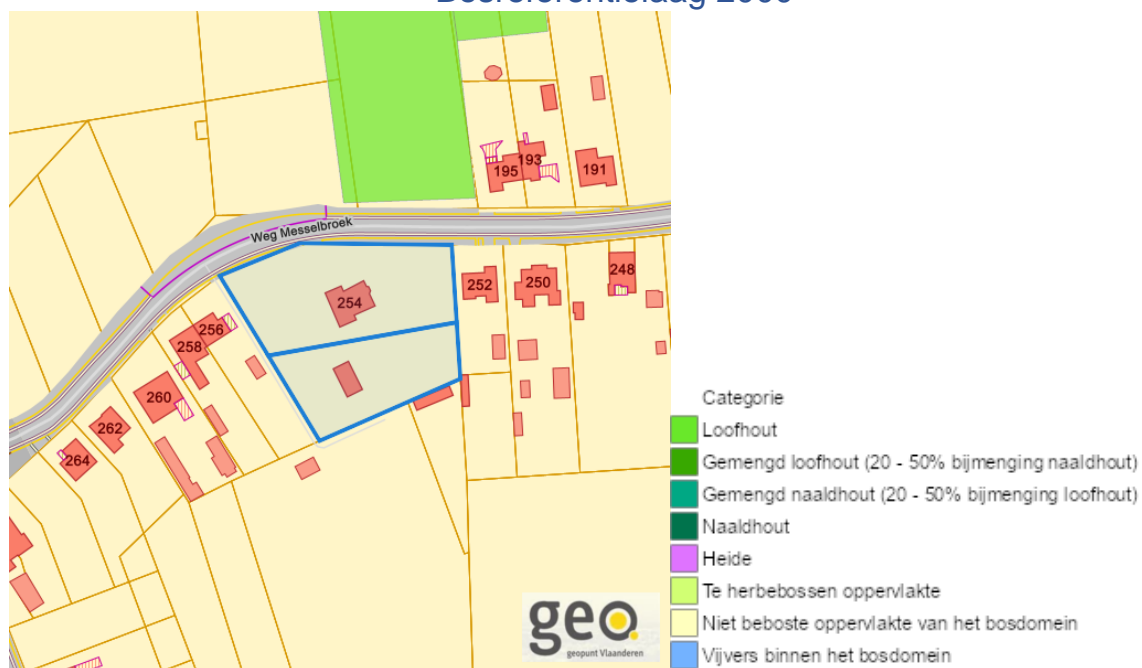 195
193
191
Weg Messelbroek
254
252
250
248
256
258
260
262
264
Categorie
Loofhout
Gemengd loofhout (20 - 50% bijmenging naaldhout)
Gemengd naaldhout (20 - 50% bijmenging loofhout)
Naaldhout
Heide
Te herbebossen oppervlakte
Niet beboste oppervlakte van het bosdomein
Vijvers binnen het bosdomein
geo
geopunt Vlaanderen